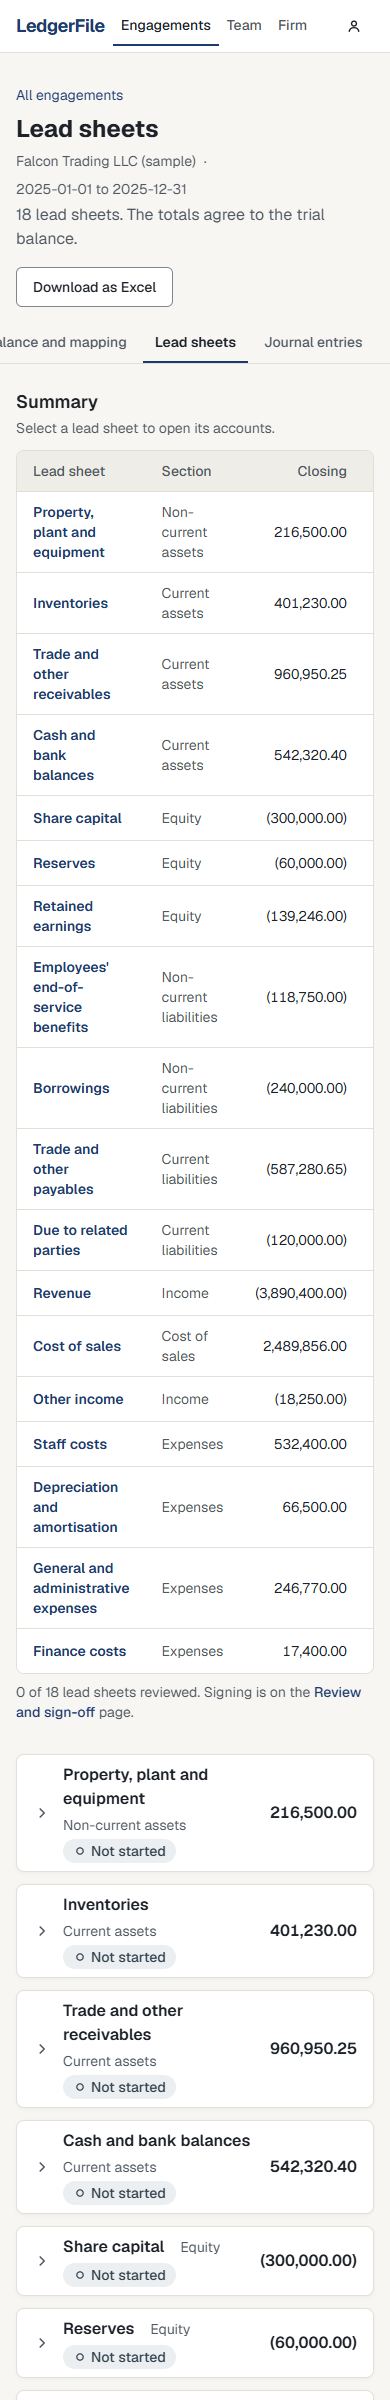 LedgerFile Engagements Team Firm
All engagements
Lead sheets
Falcon Trading LLC (sample) ·
2025-01-01 to 2025-12-31
18 lead sheets. The totals agree to the trial
balance.
Download as Excel
alance and mapping Lead sheets Journal entries
Summary
Select a lead sheet to open its accounts.
Lead sheet Section Closing
Property,
plant and
equipment
Non-
current
assets
216,500.00
Inventories
Current
assets
401,230.00
Trade and
other
receivables
Current
assets
960,950.25
Cash and
bank
balances
Current
assets
542,320.40
Share capital Equity (300,000.00)
Reserves Equity (60,000.00)
Retained
earnings
Equity
(139,246.00)
Employees'
end-of-
service
benefits
Non-
current
liabilities
(118,750.00)
Borrowings
Non-
current
liabilities
(240,000.00)
Trade and
other
payables
Current
liabilities
(587,280.65)
Due to related
parties
Current
liabilities
(120,000.00)
Revenue Income (3,890,400.00)
Cost of sales
Cost of
sales
2,489,856.00
Other income Income (18,250.00)
Staff costs Expenses 532,400.00
Depreciation
and
amortisation
Expenses
66,500.00
General and
administrative
expenses
Expenses
246,770.00
Finance costs Expenses 17,400.00
0 of 18 lead sheets reviewed. Signing is on the Review
and sign-off page.
Property, plant and
equipment
Non-current assets
Not started
216,500.00
Inventories
Current assets
Not started
401,230.00
Trade and other
receivables
Current assets
Not started
960,950.25
Cash and bank balances
Current assets
Not started
542,320.40
Share capital Equity
Not started
(300,000.00)
Reserves Equity
Not started
(60,000.00)